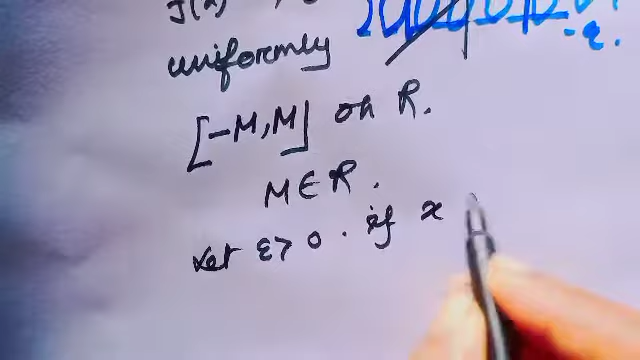 uniformly
[-M,M] on R.
M ∈ R.
Let ε > 0. if x